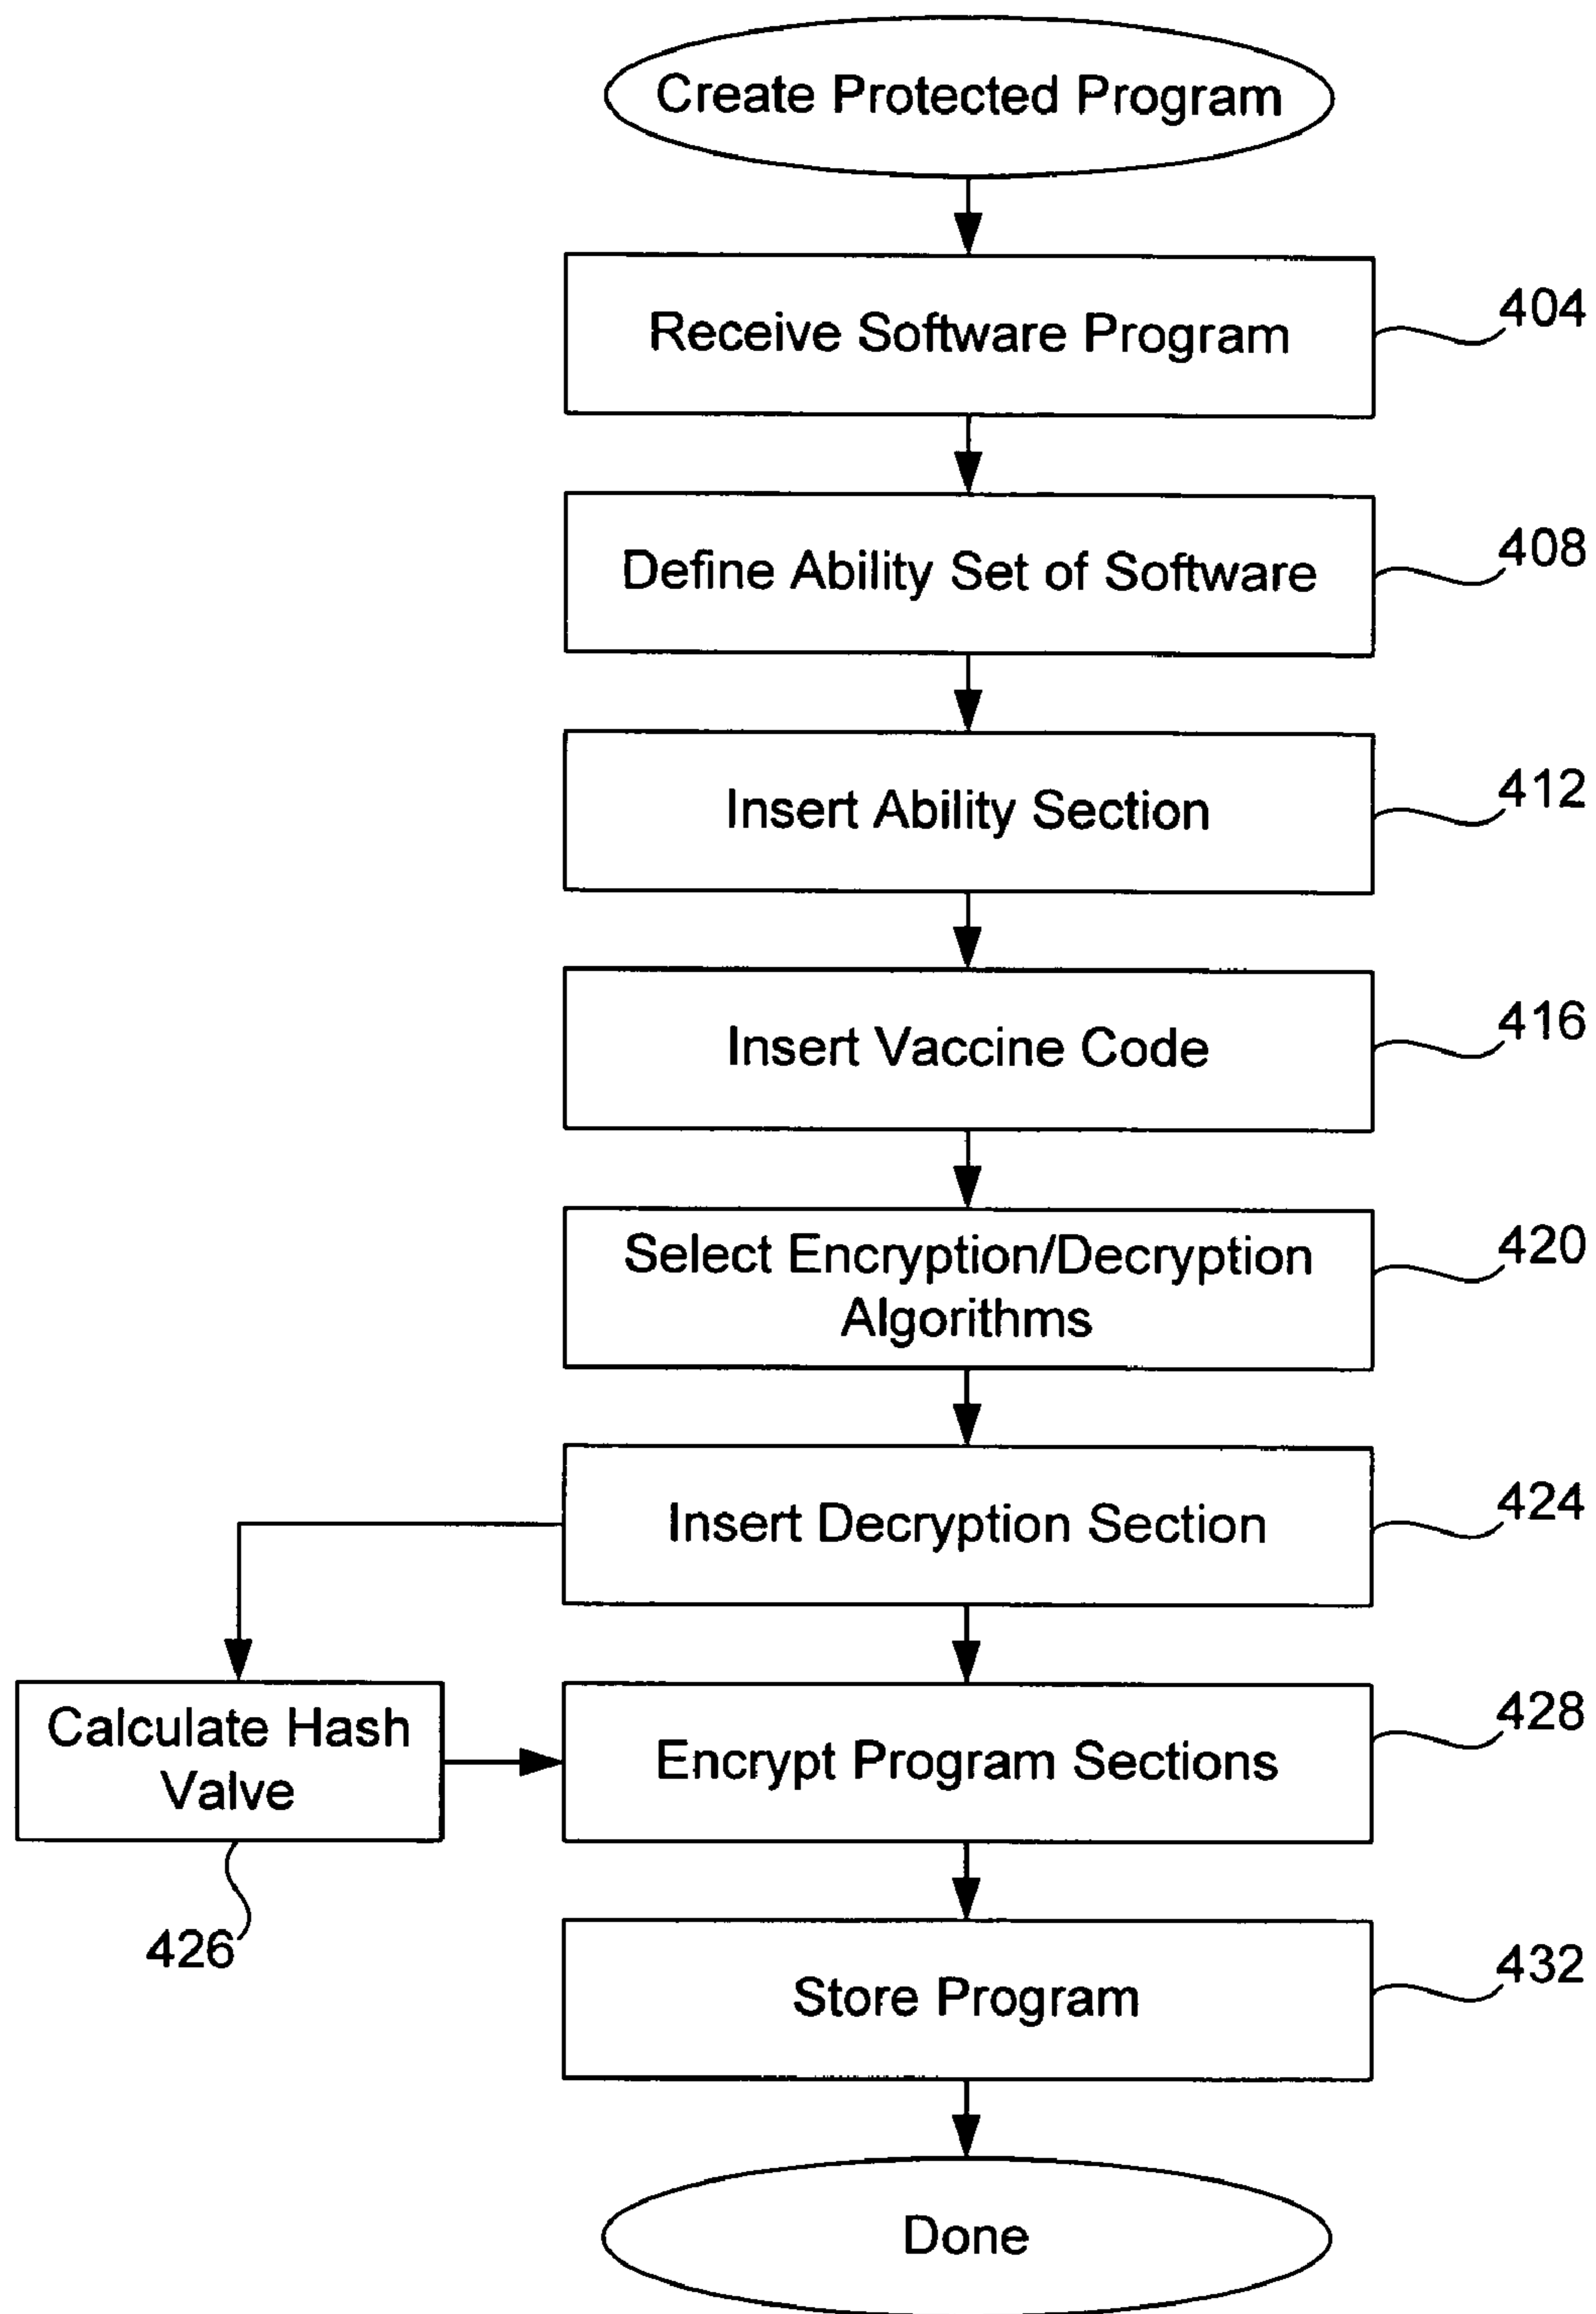 Create Protected Program
Receive Software Program
404
Define Ability Set of Software
408
Insert Ability Section
412
Insert Vaccine Code
416
Select Encryption/Decryption
Algorithms
420
Insert Decryption Section
424
Calculate Hash
Valve
426
Encrypt Program Sections
428
Store Program
432
Done